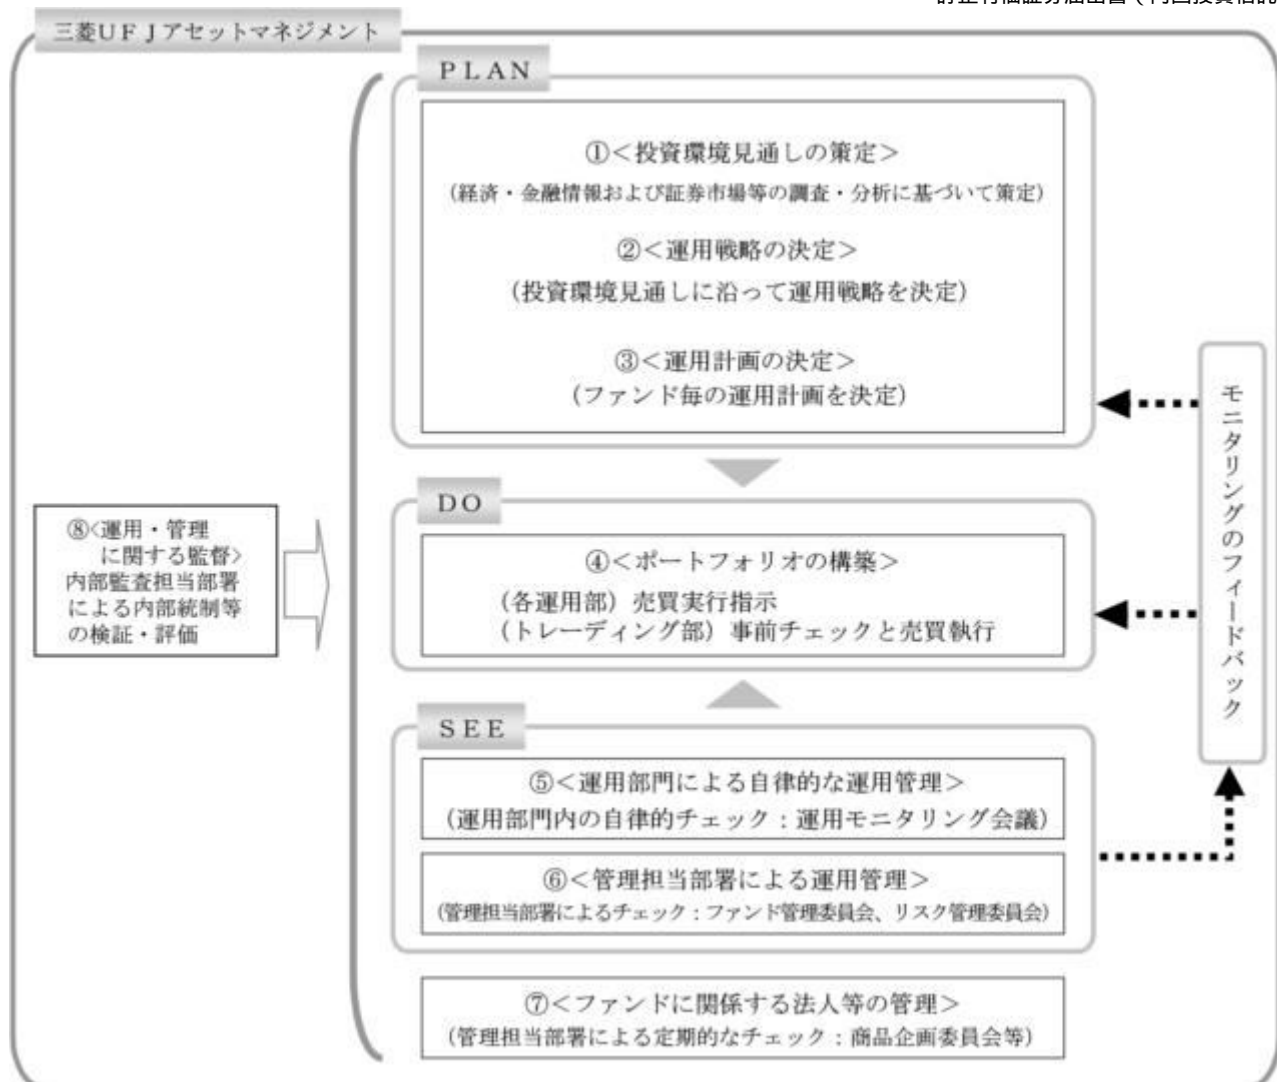 三菱ＵＦＪアセットマネジメント
ＰＬＡＮ
①＜投資環境見通しの策定＞
（経済・金融情報および証券市場等の調査・分析に基づいて策定）
②＜運用戦略の決定＞
（投資環境見通しに沿って運用戦略を決定）
③＜運用計画の決定＞
（ファンド毎の運用計画を決定）
ＤＯ
④＜ポートフォリオの構築＞
（各運用部）売買実行指示
（トレーディング部）事前チェックと売買執行
ＳＥＥ
⑤＜運用部門による自律的な運用管理＞
（運用部門内の自律的チェック：運用モニタリング会議）
⑥＜管理担当部署による運用管理＞
（管理担当部署によるチェック：ファンド管理委員会、リスク管理委員会）
⑦＜ファンドに関係する法人等の管理＞
（管理担当部署による定期的なチェック：商品企画委員会等）
⑧＜運用・管理
に関する監督＞
内部監査担当部署
による内部統制等
の検証・評価
モニタリングのフィードバック